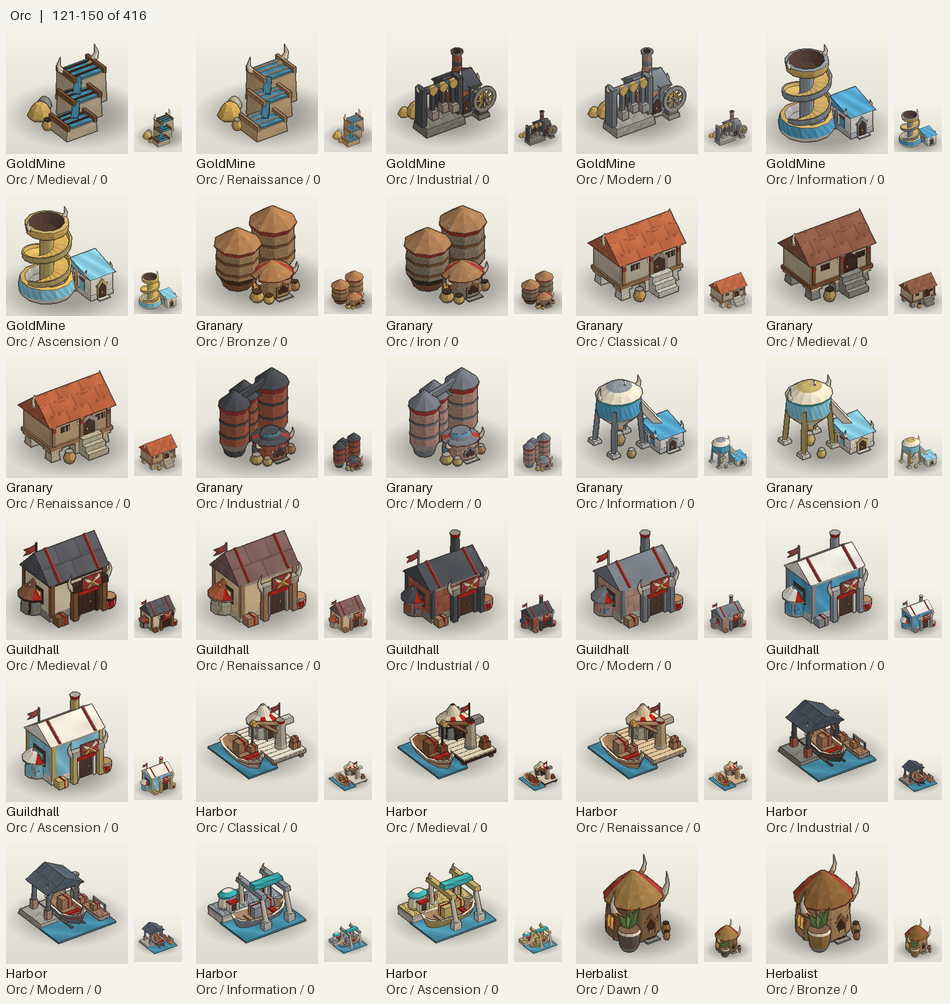 Orc | 121-150 of 416
GoldMine
Orc / Medieval / 0
GoldMine
Orc / Renaissance / 0
GoldMine
Orc / Industrial / 0
GoldMine
Orc / Modern / 0
GoldMine
Orc / Information / 0
GoldMine
Orc / Ascension / 0
Granary
Orc / Bronze / 0
Granary
Orc / Iron / 0
Granary
Orc / Classical / 0
Granary
Orc / Medieval / 0
Granary
Orc / Renaissance / 0
Granary
Orc / Industrial / 0
Granary
Orc / Modern / 0
Granary
Orc / Information / 0
Granary
Orc / Ascension / 0
Guildhall
Orc / Medieval / 0
Guildhall
Orc / Renaissance / 0
Guildhall
Orc / Industrial / 0
Guildhall
Orc / Modern / 0
Guildhall
Orc / Information / 0
Guildhall
Orc / Ascension / 0
Harbor
Orc / Classical / 0
Harbor
Orc / Medieval / 0
Harbor
Orc / Renaissance / 0
Harbor
Orc / Industrial / 0
Harbor
Orc / Modern / 0
Harbor
Orc / Information / 0
Harbor
Orc / Ascension / 0
Herbalist
Orc / Dawn / 0
Herbalist
Orc / Bronze / 0